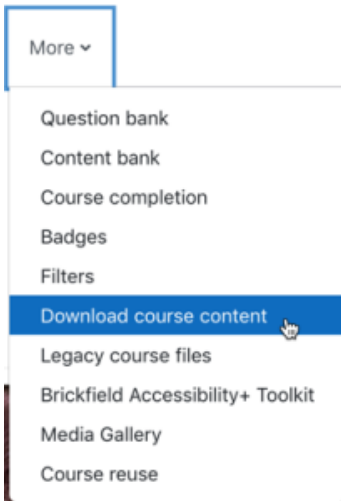 More
Question bank
Content bank
Course completion
Badges
Filters
Download course content
Legacy course files
Brickfield Accessibility+ Toolkit
Media Gallery
Course reuse